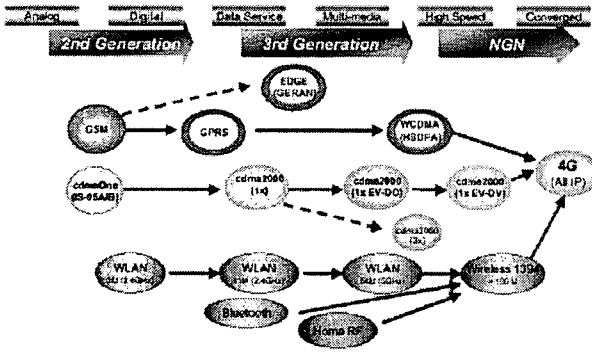 Analog
Digital
Data Service
Multi-media
High Speed
Converged
2nd Generation
3rd Generation
NGN
EDGE
(GERAN)
GSM
GPRS
WCDMA
(HSDPA)
4G
(All IP)
cdmaOne
(IS-95A/B)
cdma2000
(1x)
cdma2000
(1x EV-DO)
cdma2000
(1x EV-DV)
cdma2000
(3x)
WLAN
WLAN
WLAN
Wireless 1394
Bluetooth
Home RF